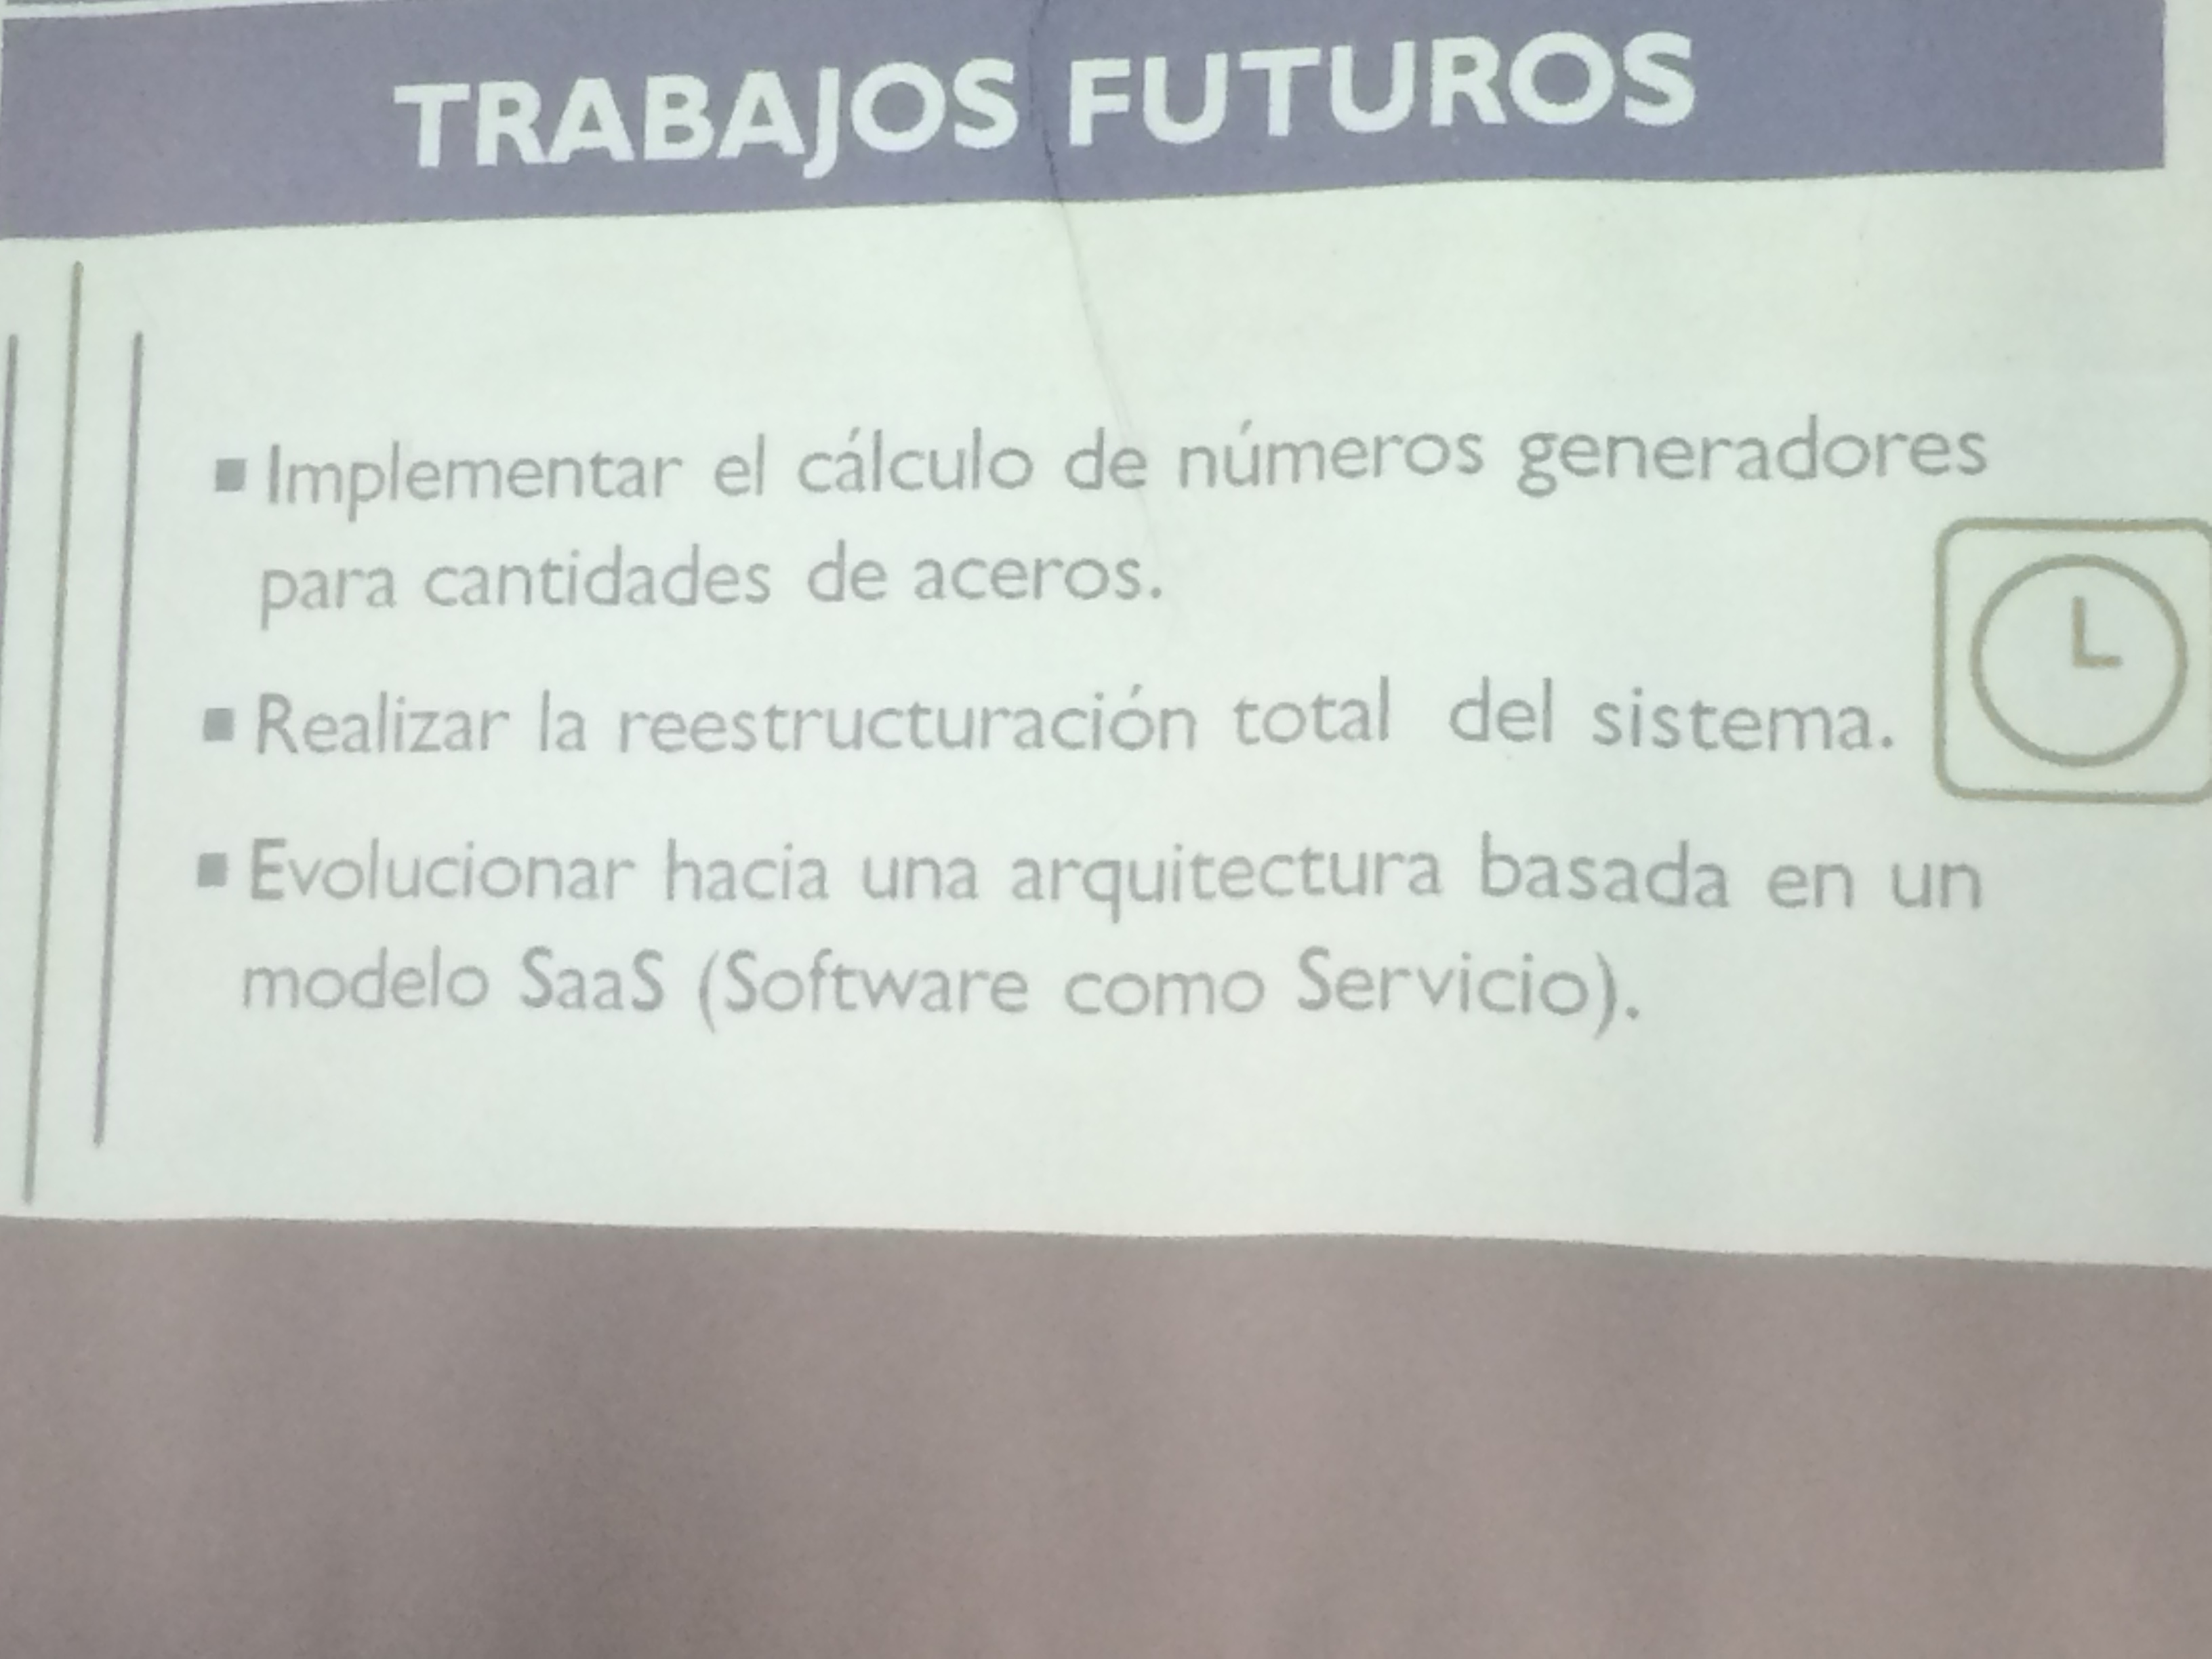 TRABAJOS FUTUROS
▪ Implementar el cálculo de números generadores
para cantidades de aceros.
▪ Realizar la reestructuración total del sistema.
▪ Evolucionar hacia una arquitectura basada en un
modelo SaaS (Software como Servicio).